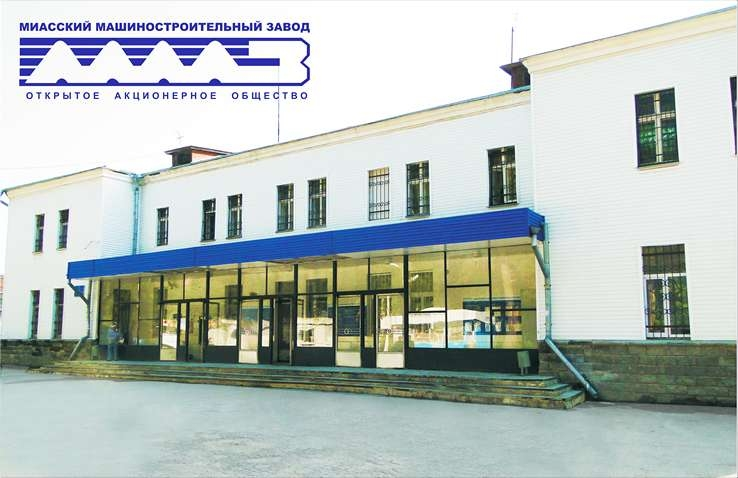 МИАССКИЙ МАШИНОСТРОИТЕЛЬНЫЙ ЗАВОД
ММЗ
ОТКРЫТОЕ АКЦИОНЕРНОЕ ОБЩЕСТВО